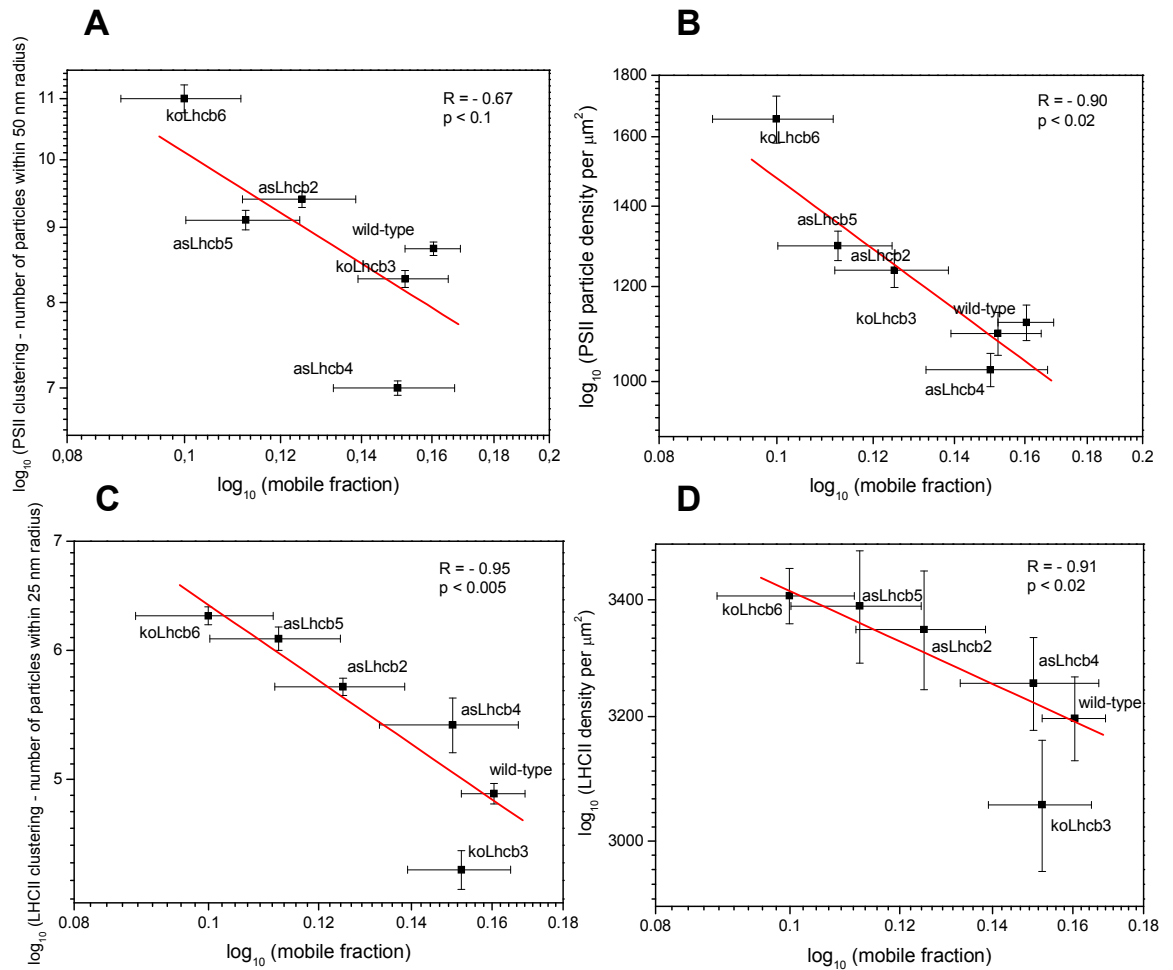 A
log10 (PSII clustering - number of particles within 50 nm radius)
11
10
9
8
7
R = - 0.67
p < 0.1
koLhcb6
asLhcb2
asLhcb5
wild-type
koLhcb3
asLhcb4
0,08
0,1
0,12
0,14
0,16
0,18
0,2
log10 (mobile fraction)
B
log10 (PSII particle density per μm2)
1800
1600
1400
1200
1000
R = - 0.90
p < 0.02
koLhcb6
asLhcb5
asLhcb2
koLhcb3
wild-type
asLhcb4
0.08
0.1
0.12
0.14
0.16
0.18
0.2
log10 (mobile fraction)
C
log10 (LHCII clustering - number of particles within 25 nm radius)
7
6
5
R = - 0.95
p < 0.005
koLhcb6
asLhcb5
asLhcb2
asLhcb4
wild-type
koLhcb3
0.08
0.1
0.12
0.14
0.16
0.18
log10 (mobile fraction)
D
log10 (LHCII density per μm2)
3400
3200
3000
R = - 0.91
p < 0.02
koLhcb6
asLhcb5
asLhcb2
asLhcb4
wild-type
koLhcb3
0.08
0.1
0.12
0.14
0.16
0.18
log10 (mobile fraction)